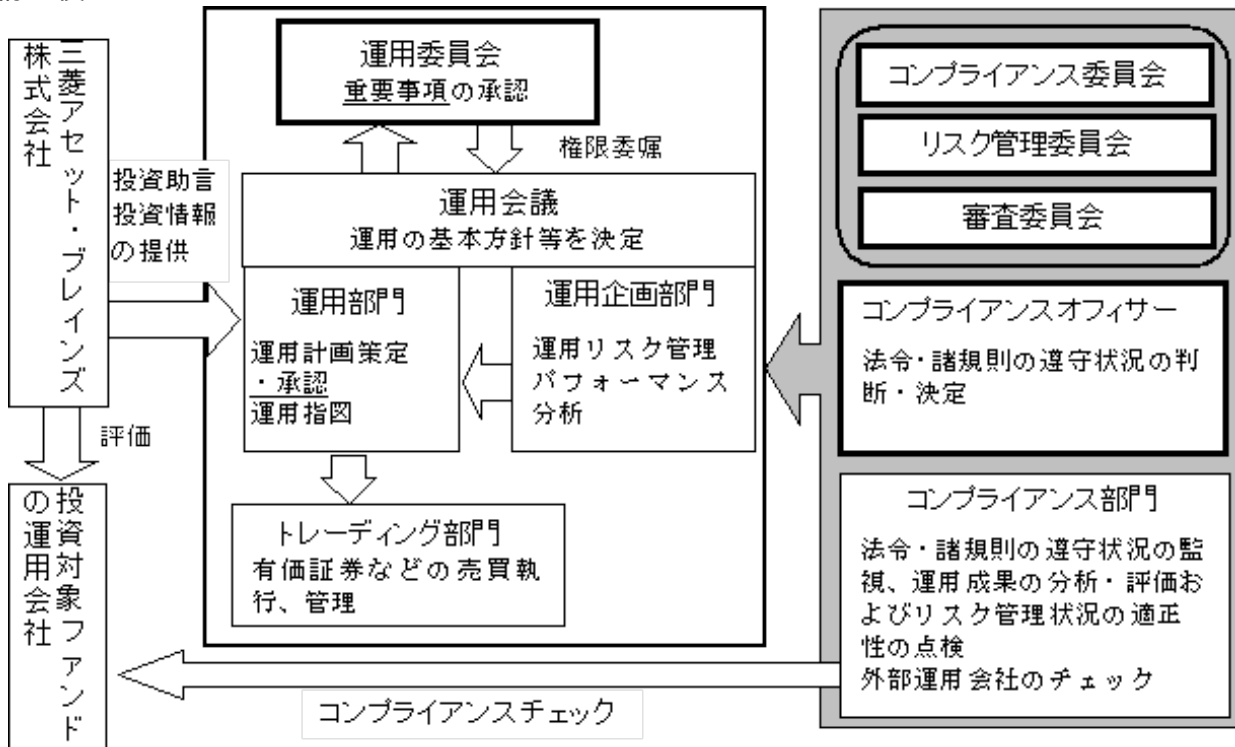 三菱アセット・ブレインズ
株式会社
投資助言
投資情報
の提供
評価
投資対象ファンド
の運用会社
運用委員会
重要事項の承認
権限委嘱
運用会議
運用の基本方針等を決定
運用部門
運用計画策定
・承認
運用指図
運用企画部門
運用リスク管理
パフォーマンス
分析
トレーディング部門
有価証券などの売買執
行、管理
コンプライアンス委員会
リスク管理委員会
審査委員会
コンプライアンスオフィサー
法令・諸規則の遵守状況の判
断・決定
コンプライアンス部門
法令・諸規則の遵守状況の監
視、運用成果の分析・評価お
よびリスク管理状況の適正
性の点検
外部運用会社のチェック
コンプライアンスチェック